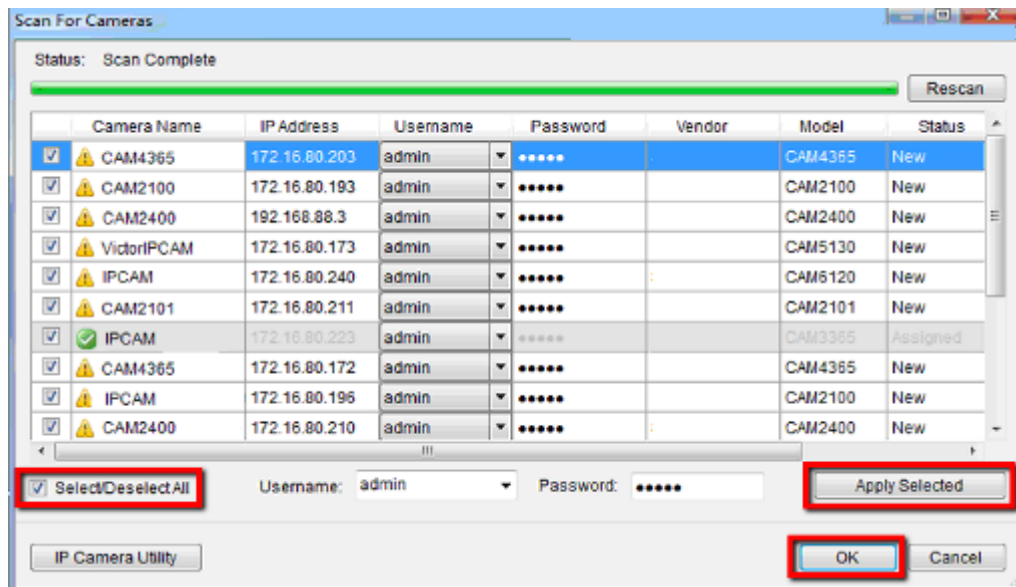 Scan For Cameras
Status: Scan Complete
Rescan
Camera Name IP Address Username Password Vendor Model Status
CAM4365 172.16.80.203 admin ●●●●● CAM4365 New
CAM2100 172.16.80.193 admin ●●●●● CAM2100 New
CAM2400 192.168.88.3 admin ●●●●● CAM2400 New
VictorIPCAM 172.16.80.173 admin ●●●●● CAM5130 New
IPCAM 172.16.80.240 admin ●●●●● CAM6120 New
CAM2101 172.16.80.211 admin ●●●●● CAM2101 New
IPCAM 172.16.80.223 admin ●●●●● CAM3365 Assigned
CAM4365 172.16.80.172 admin ●●●●● CAM4365 New
IPCAM 172.16.80.196 admin ●●●●● CAM2100 New
CAM2400 172.16.80.210 admin ●●●●● CAM2400 New
Select/Deselect All Username: admin Password: ●●●●● Apply Selected
IP Camera Utility OK Cancel